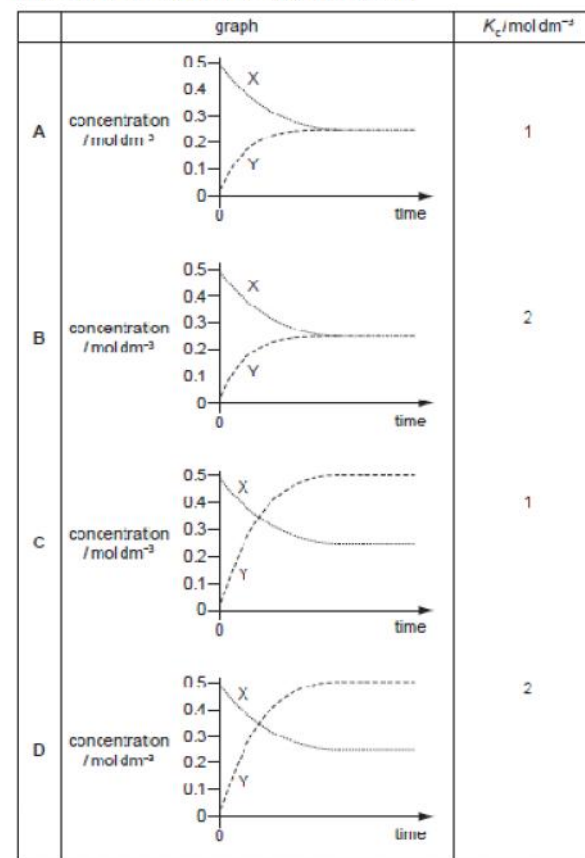 graph Kc/mol dm⁻³
A
concentration
/mol dm⁻³
0.5
0.4
0.3
0.2
0.1
0
X
Y
0
time
1
B
concentration
/mol dm⁻³
0.5
0.4
0.3
0.2
0.1
0
X
Y
0
time
2
C
concentration
/mol dm⁻³
0.5
0.4
0.3
0.2
0.1
0
X
Y
0
time
1
D
concentration
/mol dm⁻³
0.5
0.4
0.3
0.2
0.1
0
X
Y
0
time
2